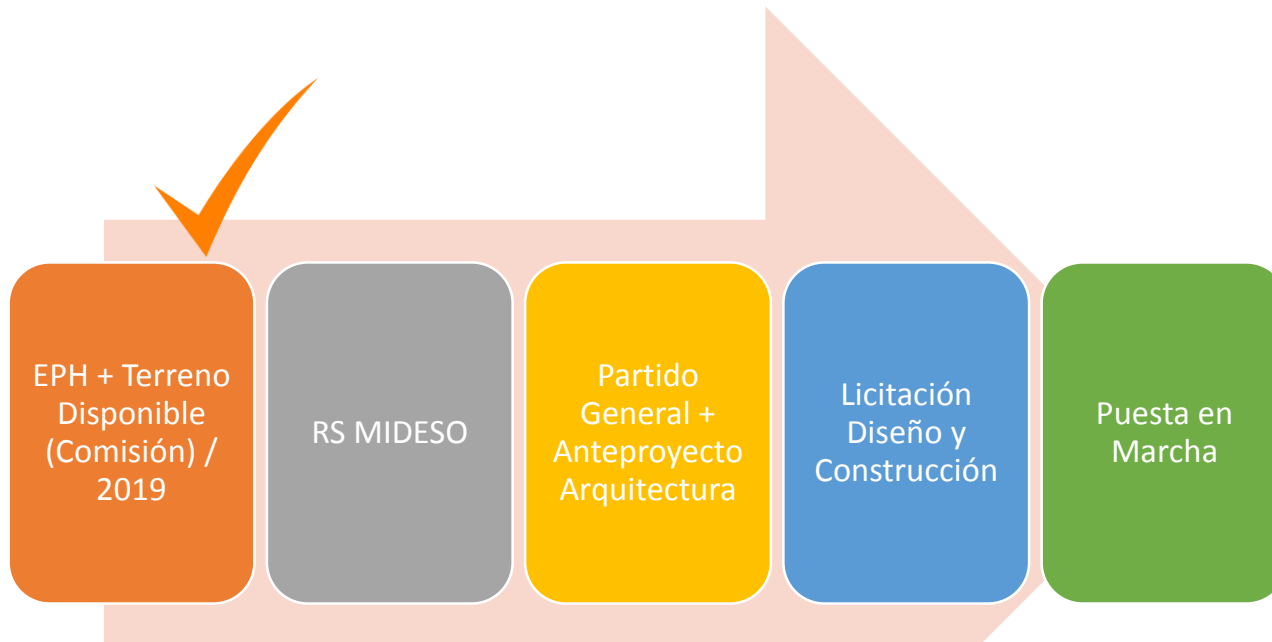 EPH + Terreno
Disponible
(Comisión) /
2019
RS MIDESO
Partido
General +
Anteproyecto
Arquitectura
Licitación
Diseño y
Construcción
Puesta en
Marcha